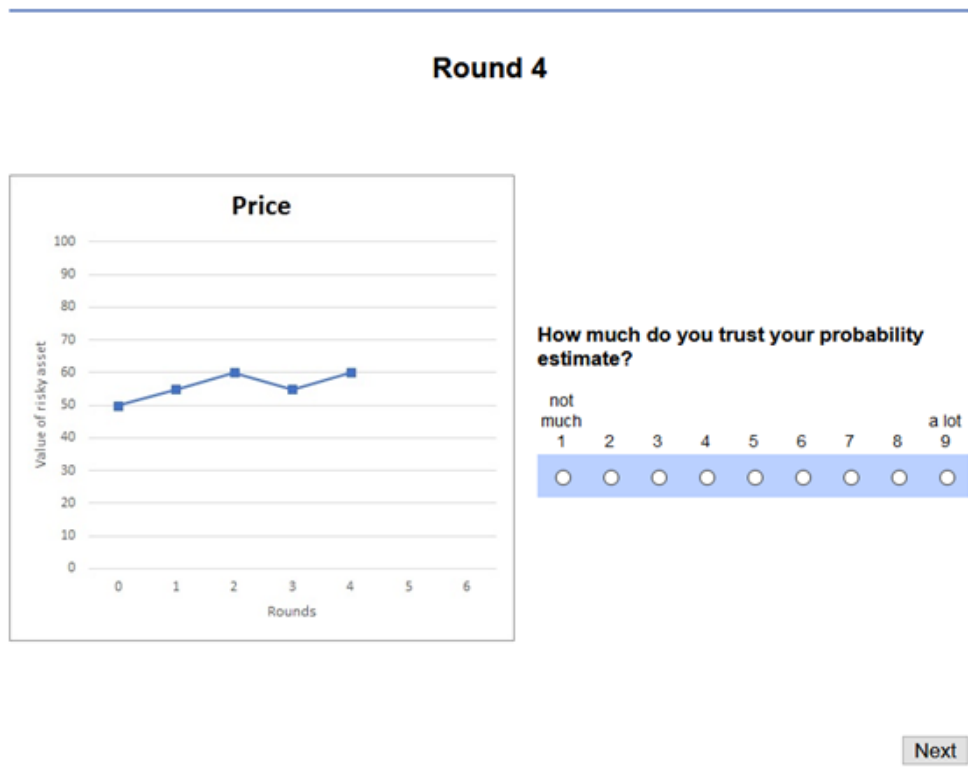 Round 4
Price
100
90
80
70
60
50
40
30
20
10
0
Value of risky asset
0 1 2 3 4 5 6
Rounds
How much do you trust your probability
estimate?
not
much a lot
1 2 3 4 5 6 7 8 9
Next